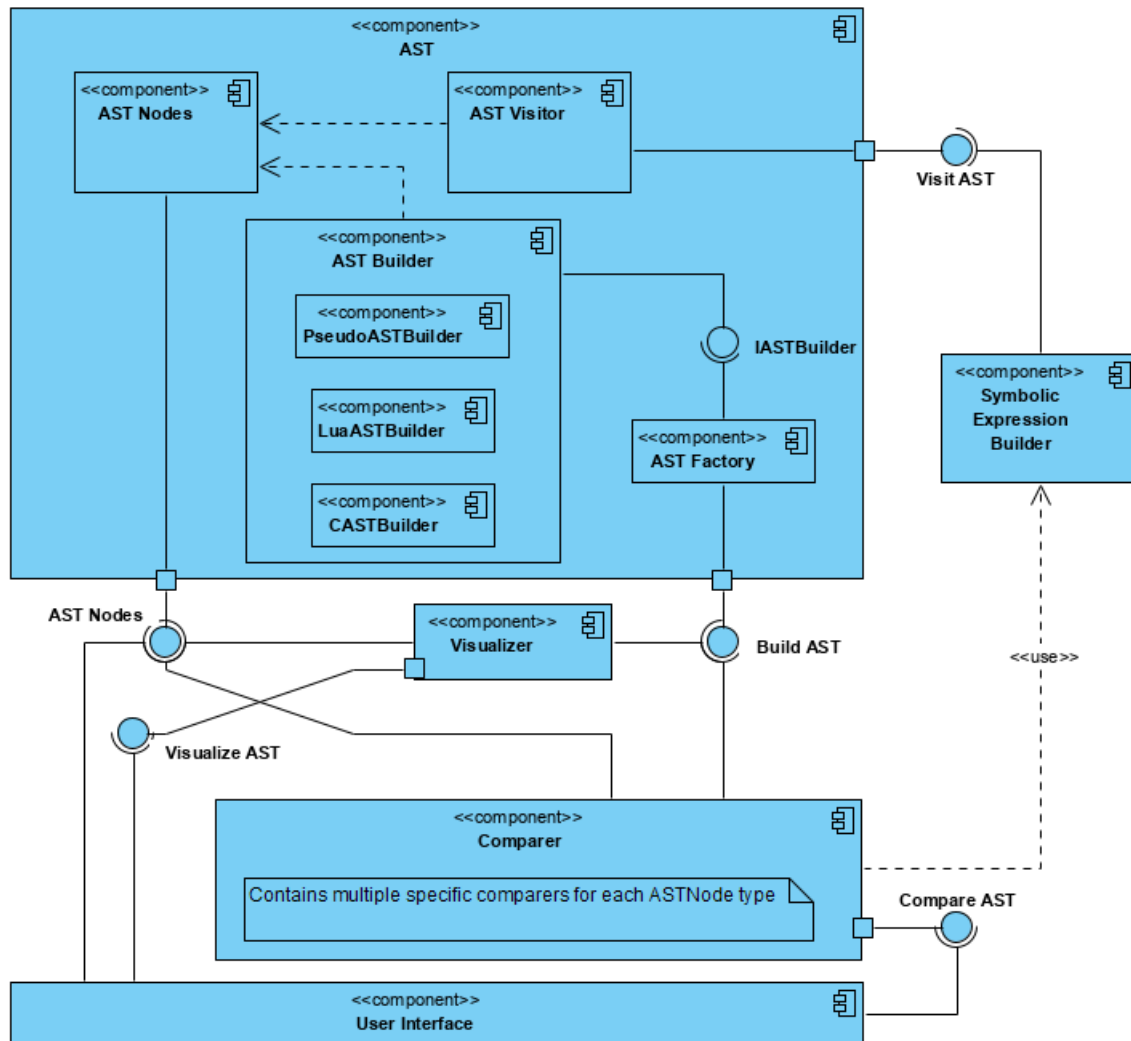 <<component>>
AST
<<component>>
AST Nodes
<<component>>
AST Visitor
Visit AST
<<component>>
AST Builder
<<component>>
PseudoASTBuilder
<<component>>
LuaASTBuilder
<<component>>
CASTBuilder
IASTBuilder
<<component>>
AST Factory
<<component>>
Symbolic
Expression
Builder
AST Nodes
<<component>>
Visualizer
Build AST
<<use>>
Visualize AST
<<component>>
Comparer
Contains multiple specific comparers for each ASTNode type
Compare AST
<<component>>
User Interface